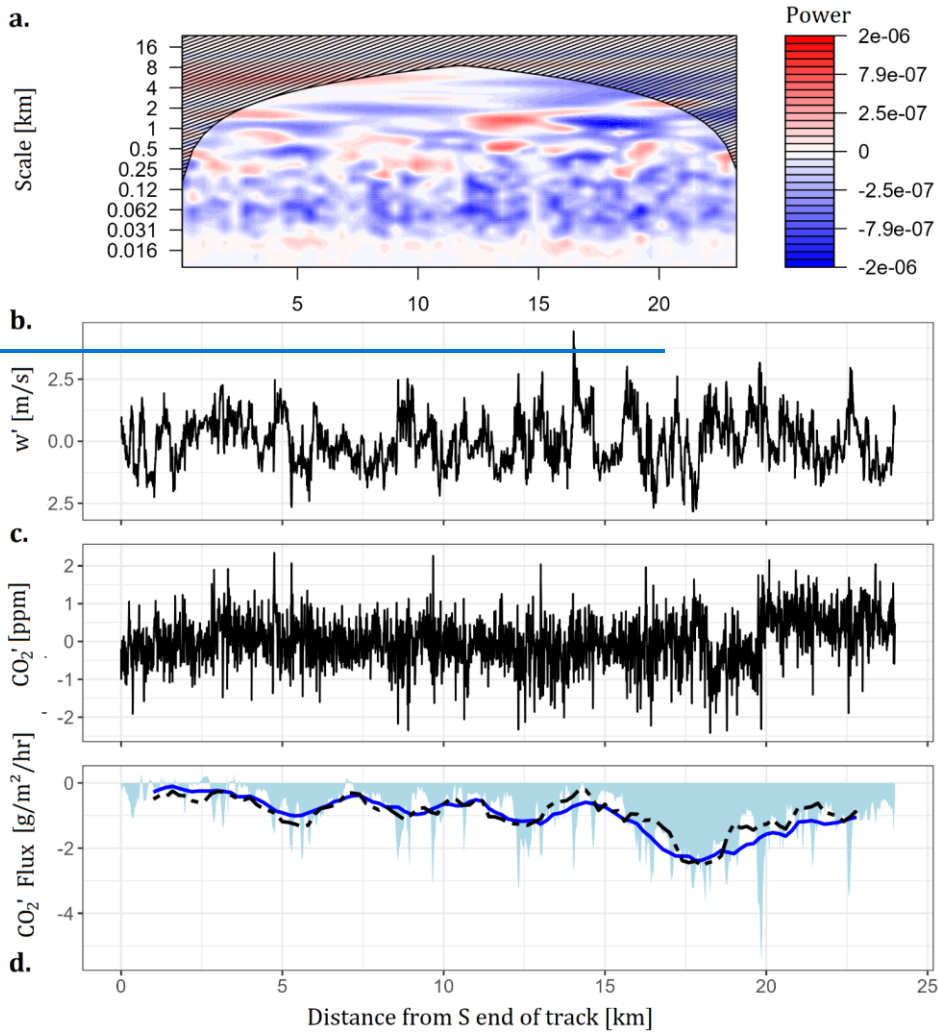 a.
Power
Scale [km]
16
8
4
2
1
0.5
0.25
0.12
0.062
0.031
0.016
2e-06
7.9e-07
2.5e-07
0
-2.5e-07
-7.9e-07
-2e-06
5 10 15 20
b.
w' [m/s]
2.5
0.0
2.5
c.
CO₂' [ppm]
2
1
0
-1
-2
CO₂' Flux [g/m²/hr]
0
-2
-4
d.
0 5 10 15 20 25
Distance from S end of track [km]